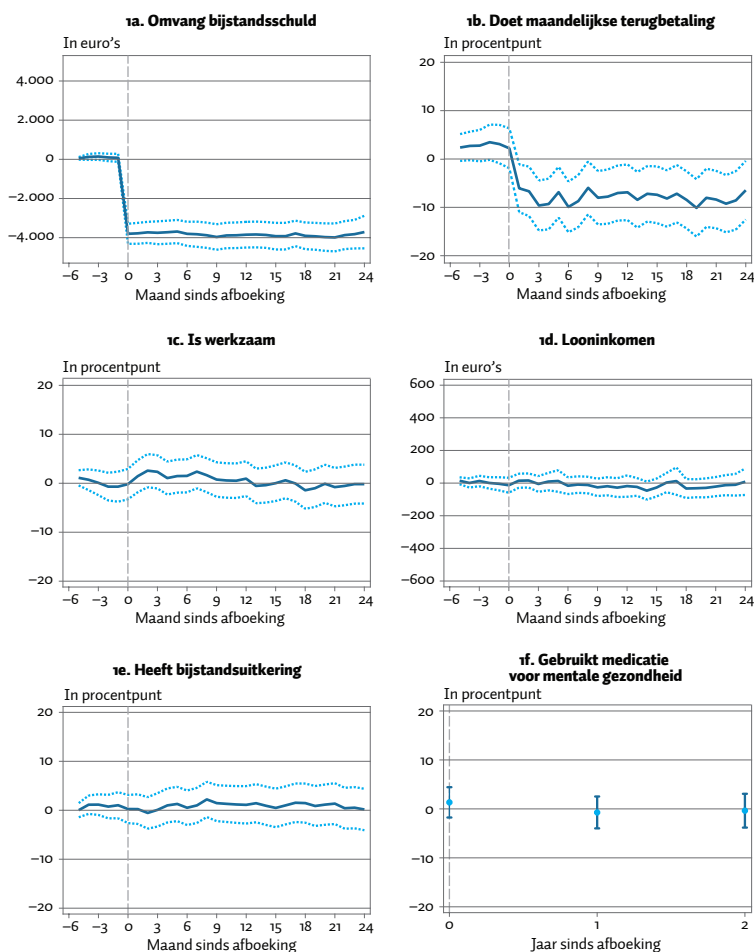 1a. Omvang bijstandsschuld
In euro's
4.000
2.000
0
–2.000
–4.000
–6 –3 0 3 6 9 12 15 18 21 24
Maand sinds afboeking
1b. Doet maandelijkse terugbetaling
In procentpunt
20
10
0
–10
–20
–6 –3 0 3 6 9 12 15 18 21 24
Maand sinds afboeking
1c. Is werkzaam
In procentpunt
20
10
0
–10
–20
–6 –3 0 3 6 9 12 15 18 21 24
Maand sinds afboeking
1d. Looninkomen
In euro's
600
400
200
0
–200
–400
–600
–6 –3 0 3 6 9 12 15 18 21 24
Maand sinds afboeking
1e. Heeft bijstandsuitkering
In procentpunt
20
10
0
–10
–20
–6 –3 0 3 6 9 12 15 18 21 24
Maand sinds afboeking
1f. Gebruikt medicatie
voor mentale gezondheid
In procentpunt
20
10
0
–10
–20
0 1 2
Jaar sinds afboeking